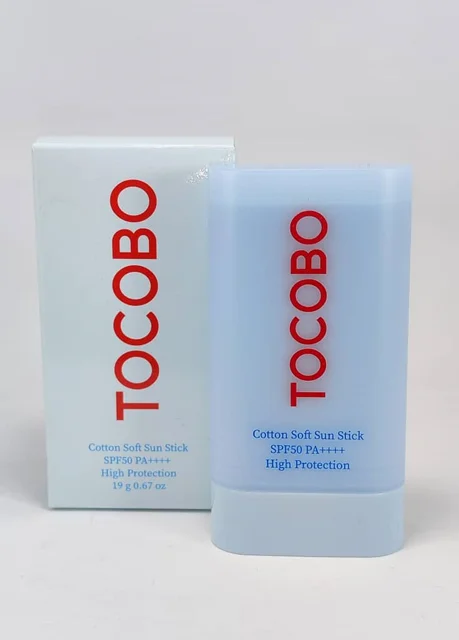 TOCOBO
Cotton Soft Sun Stick
SPF50 PA++++
High Protection
19 g 0.67 oz
TOCOBO
Cotton Soft Sun Stick
SPF50 PA++++
High Protection